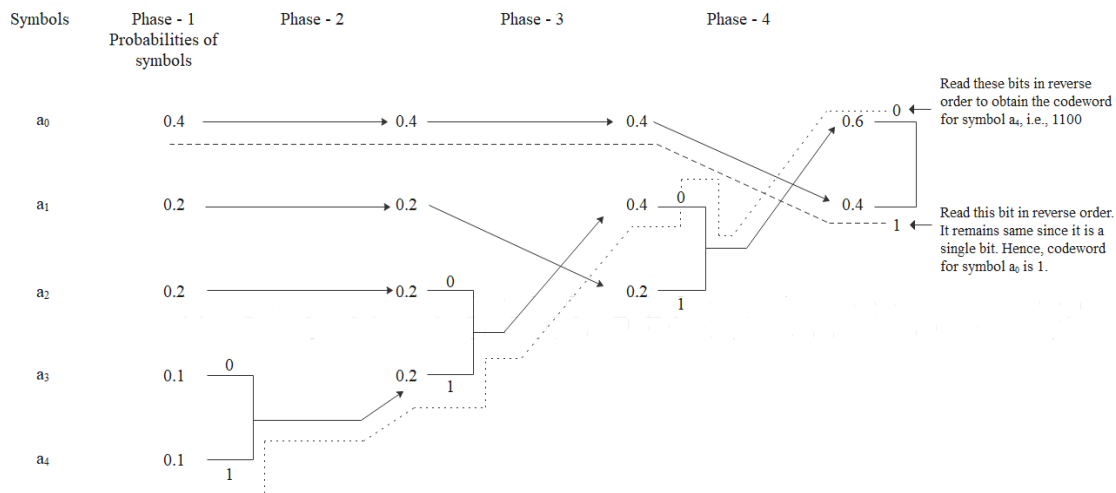 Symbols Phase - 1 Phase - 2 Phase - 3 Phase - 4
Probabilities of
symbols
Read these bits in reverse
order to obtain the codeword
for symbol a₄, i.e., 1100
0
a₀ 0.4 0.4 0.4 0.6
a₁ 0.2 0.2 0.4 0 0.4
1
Read this bit in reverse order.
It remains same since it is a
single bit. Hence, codeword
for symbol a₀ is 1.
a₂ 0.2 0.2 0 0.2
1
a₃ 0.1 0 0.2
1
a₄ 0.1
1